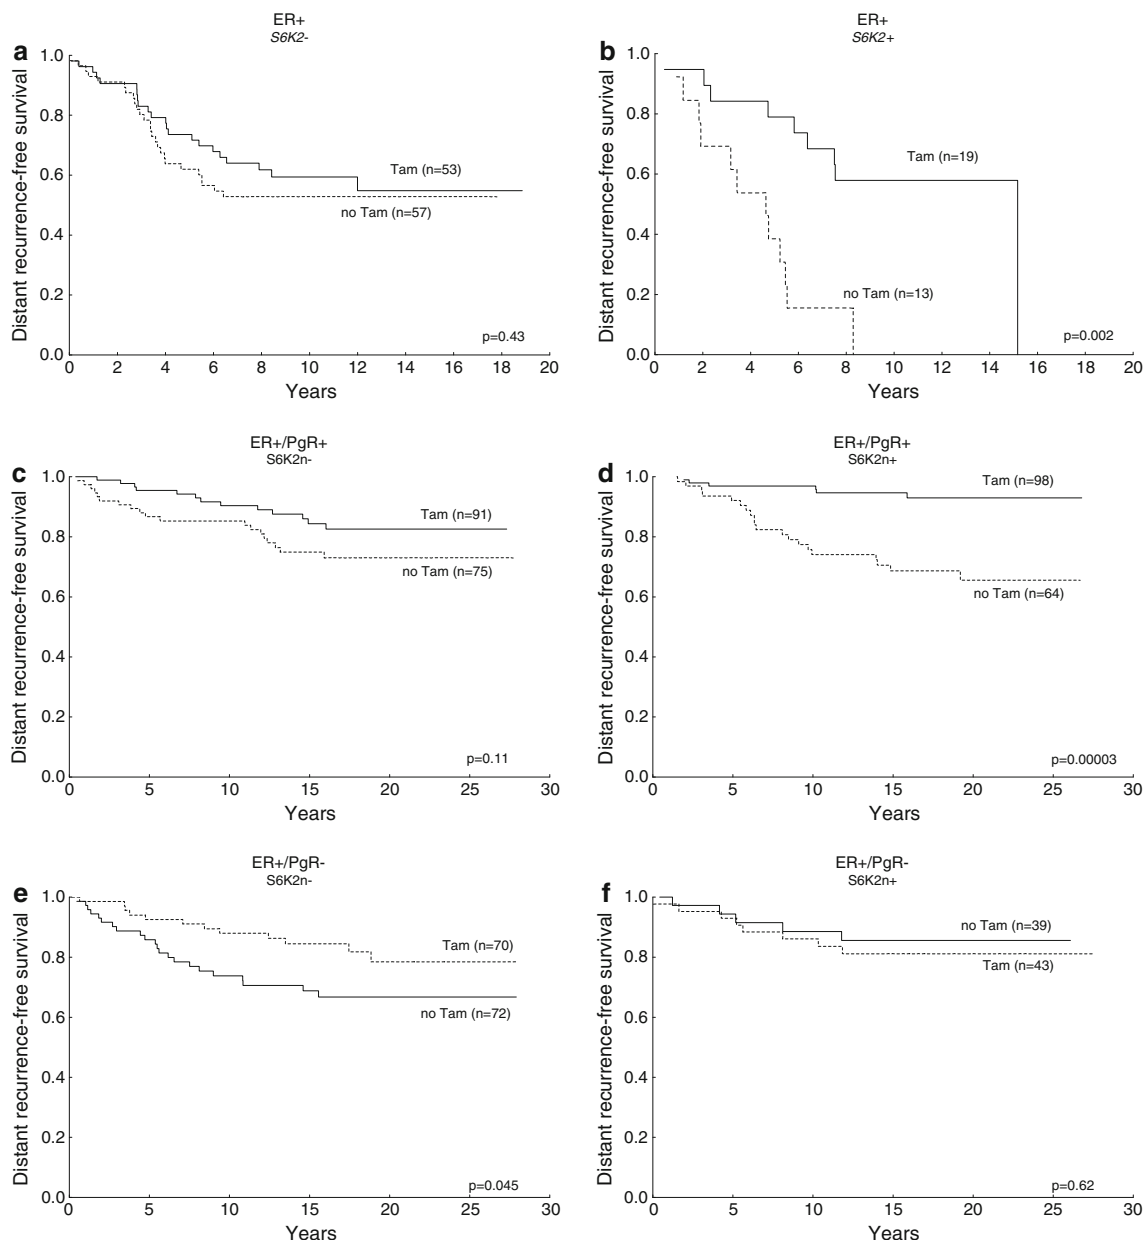 a
ER+
S6K2-
Distant recurrence-free survival
1.0
0.8
0.6
0.4
0.2
0.0
Tam (n=53)
no Tam (n=57)
p=0.43
0 2 4 6 8 10 12 14 16 18 20
Years
b
ER+
S6K2+
Distant recurrence-free survival
1.0
0.8
0.6
0.4
0.2
0.0
Tam (n=19)
no Tam (n=13)
p=0.002
0 2 4 6 8 10 12 14 16 18 20
Years
c
ER+/PgR+
S6K2n-
Distant recurrence-free survival
1.0
0.8
0.6
0.4
0.2
0.0
Tam (n=91)
no Tam (n=75)
p=0.11
0 5 10 15 20 25 30
Years
d
ER+/PgR+
S6K2n+
Distant recurrence-free survival
1.0
0.8
0.6
0.4
0.2
0.0
Tam (n=98)
no Tam (n=64)
p=0.00003
0 5 10 15 20 25 30
Years
e
ER+/PgR-
S6K2n-
Distant recurrence-free survival
1.0
0.8
0.6
0.4
0.2
0.0
Tam (n=70)
no Tam (n=72)
p=0.045
0 5 10 15 20 25 30
Years
f
ER+/PgR-
S6K2n+
Distant recurrence-free survival
1.0
0.8
0.6
0.4
0.2
0.0
no Tam (n=39)
Tam (n=43)
p=0.62
0 5 10 15 20 25 30
Years